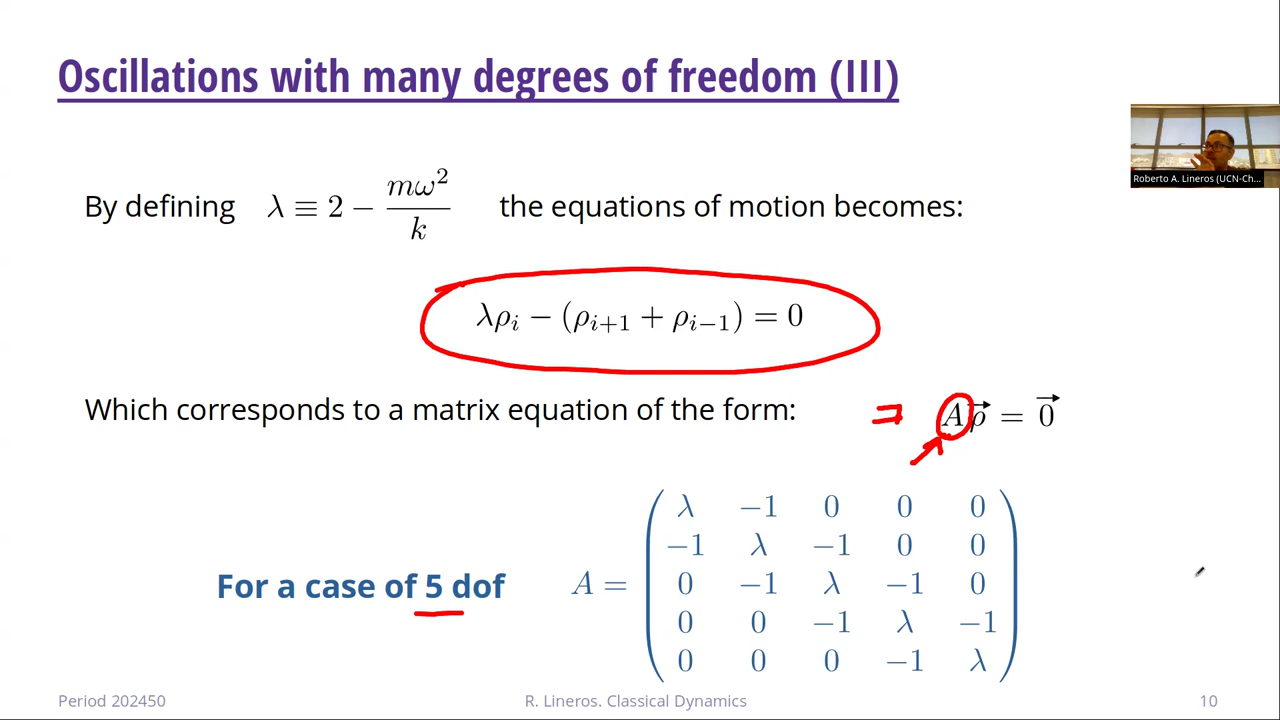 Oscillations with many degrees of freedom (III)
Roberto A. Lineros (UCN-Ch...
By defining λ ≡ 2 − mω²/k the equations of motion becomes:
λρᵢ − (ρᵢ₊₁ + ρᵢ₋₁) = 0
Which corresponds to a matrix equation of the form: ⇒ Aρ⃗ = 0⃗
For a case of 5 dof A =
λ −1 0 0 0
−1 λ −1 0 0
0 −1 λ −1 0
0 0 −1 λ −1
0 0 0 −1 λ
Period 202450 R. Lineros. Classical Dynamics 10